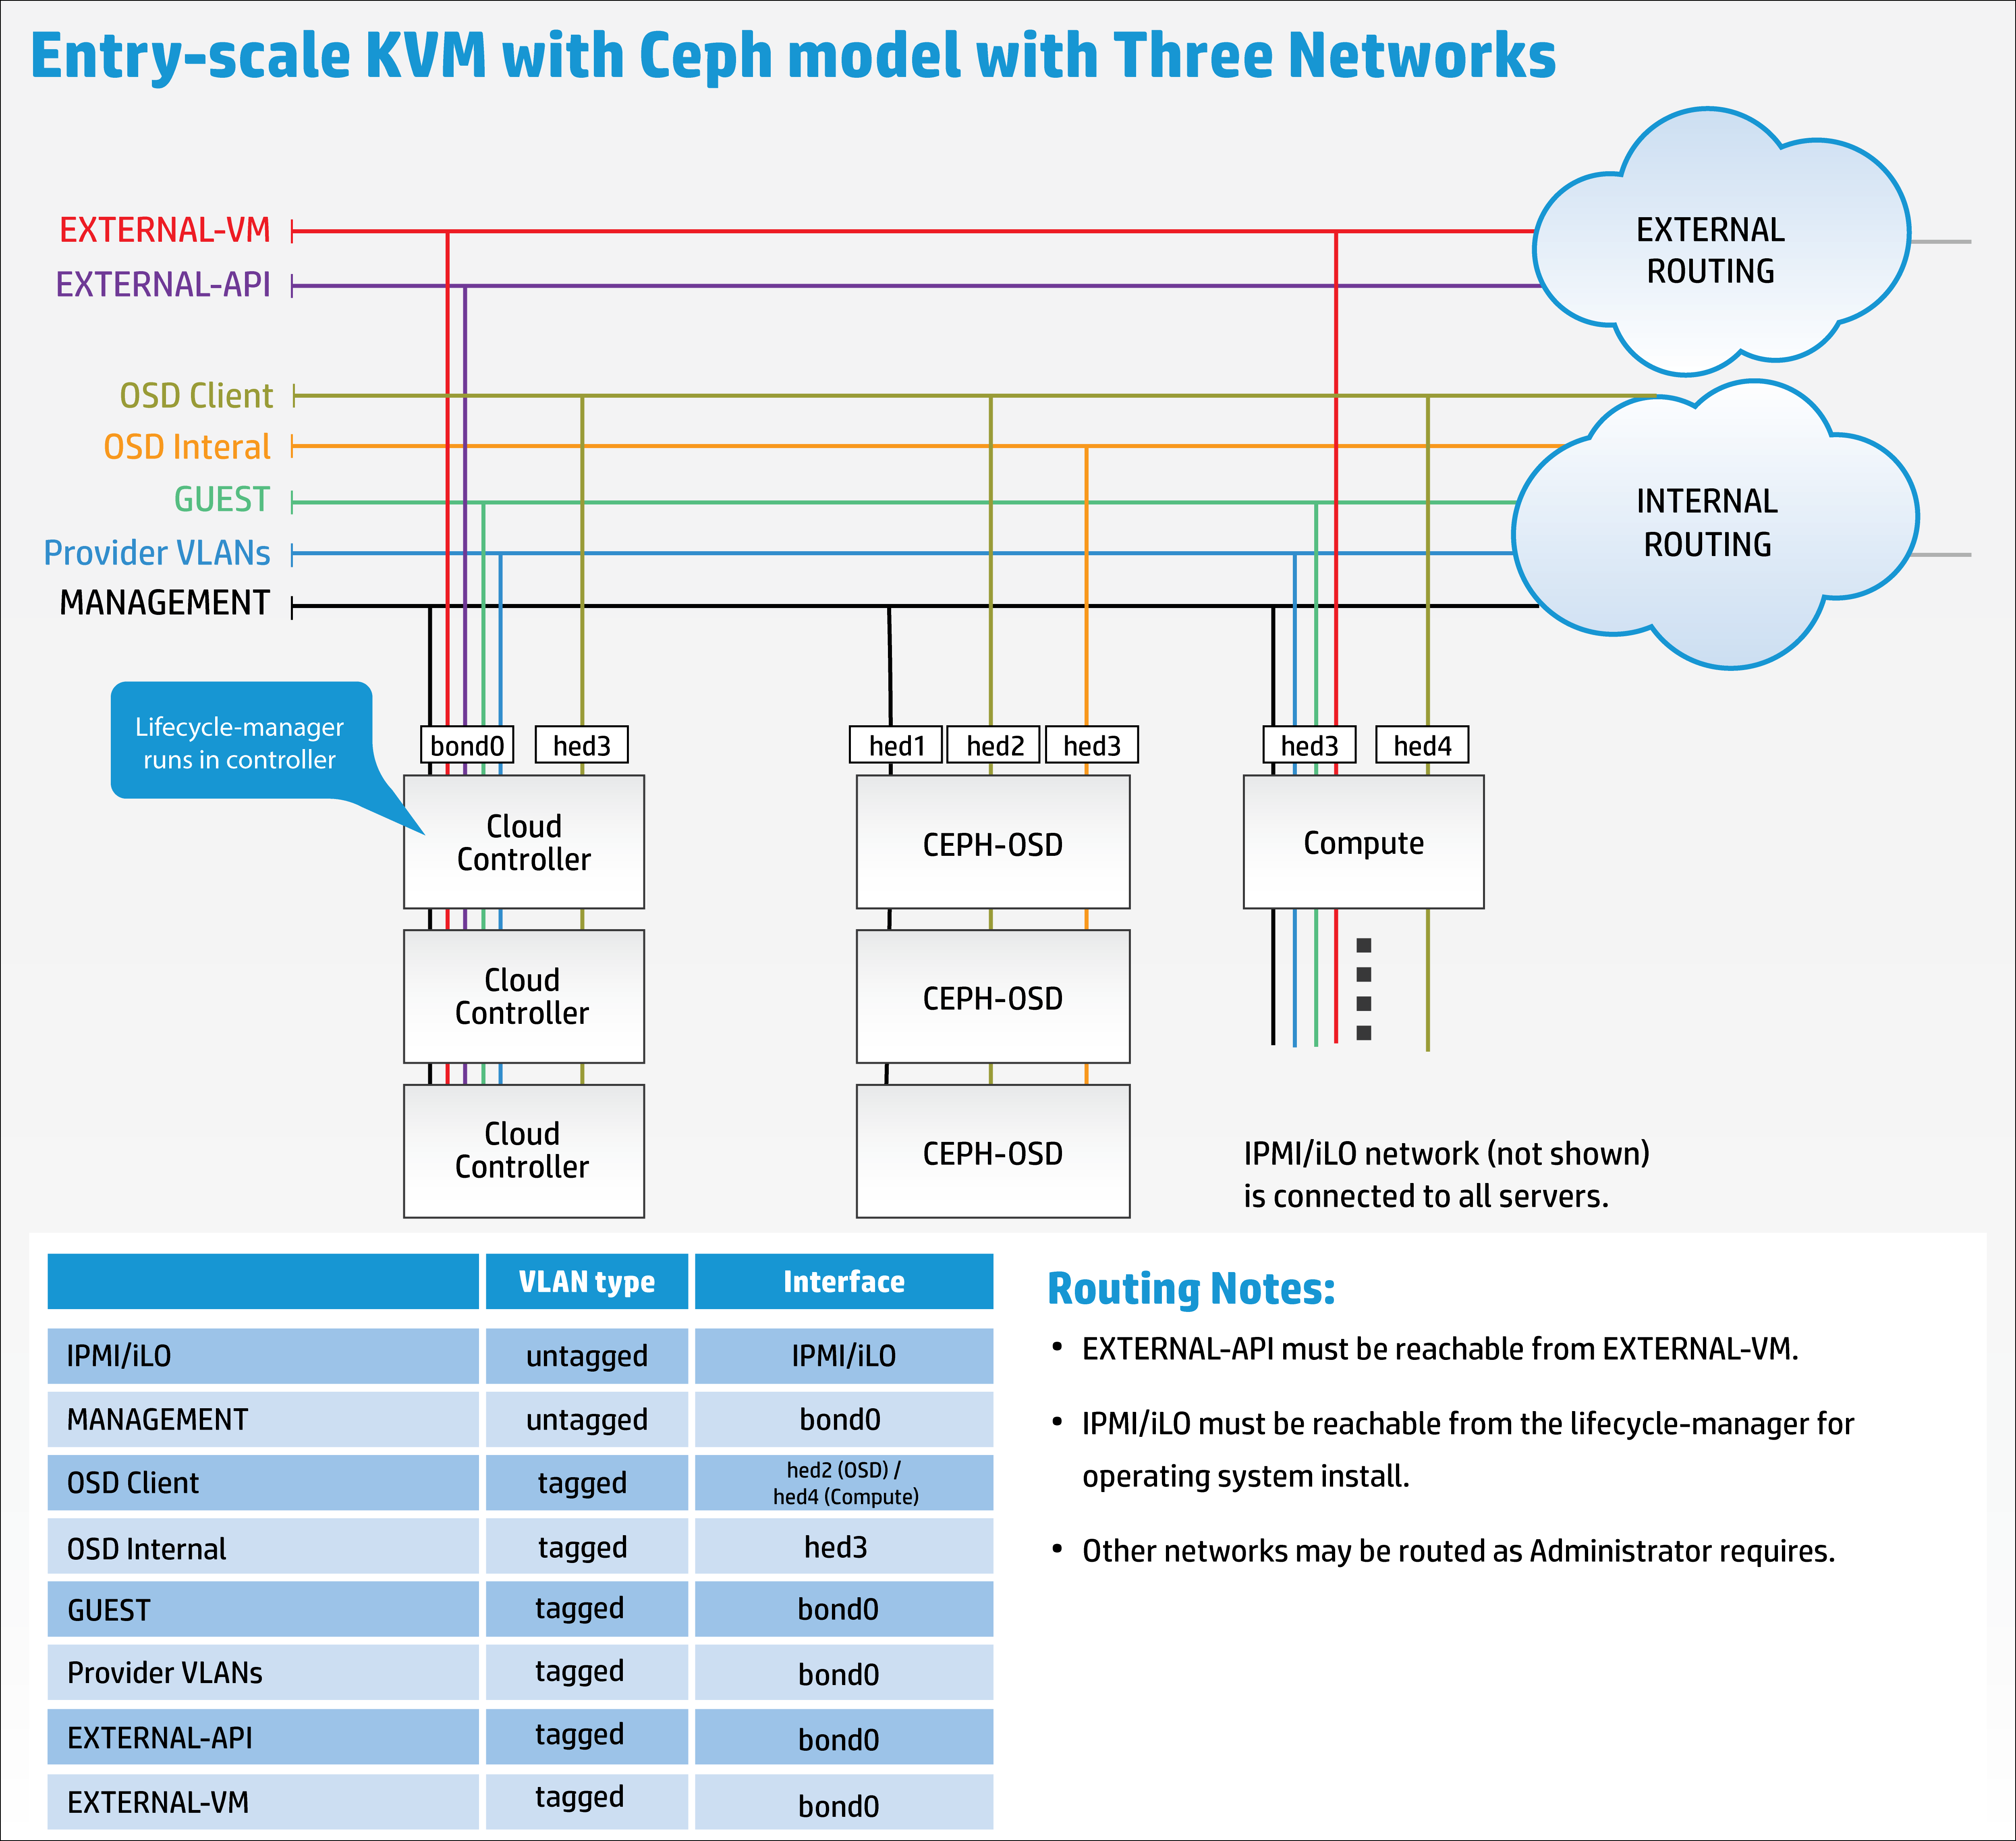 Entry-scale KVM with Ceph model with Three Networks
EXTERNAL-VM
EXTERNAL-API
EXTERNAL
ROUTING
OSD Client
OSD Interal
GUEST
Provider VLANs
MANAGEMENT
INTERNAL
ROUTING
Lifecycle-manager
runs in controller
bond0
hed3
hed1
hed2
hed3
hed3
hed4
Cloud
Controller
CEPH-OSD
Compute
Cloud
Controller
CEPH-OSD
Cloud
Controller
CEPH-OSD
IPMI/iLO network (not shown)
is connected to all servers.
VLAN type Interface
IPMI/iLO untagged IPMI/iLO
MANAGEMENT untagged bond0
OSD Client tagged hed2 (OSD) /
hed4 (Compute)
OSD Internal tagged hed3
GUEST tagged bond0
Provider VLANs tagged bond0
EXTERNAL-API tagged bond0
EXTERNAL-VM tagged bond0
Routing Notes:
• EXTERNAL-API must be reachable from EXTERNAL-VM.
• IPMI/iLO must be reachable from the lifecycle-manager for
operating system install.
• Other networks may be routed as Administrator requires.